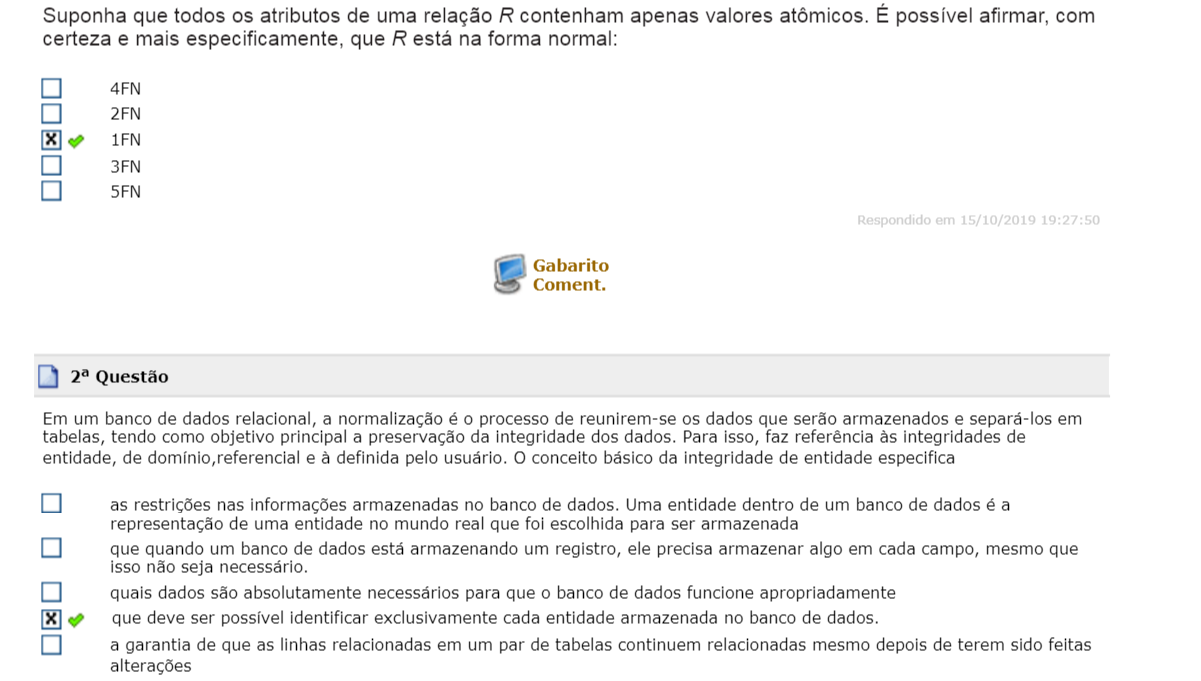 Suponha que todos os atributos de uma relação R contenham apenas valores atômicos. É possível afirmar, com
certeza e mais especificamente, que R está na forma normal:
4FN
2FN
1FN
3FN
5FN
Respondido em 15/10/2019 19:27:50
Gabarito
Coment.
2ª Questão
Em um banco de dados relacional, a normalização é o processo de reunirem-se os dados que serão armazenados e separá-los em
tabelas, tendo como objetivo principal a preservação da integridade dos dados. Para isso, faz referência às integridades de
entidade, de domínio,referencial e à definida pelo usuário. O conceito básico da integridade de entidade especifica
as restrições nas informações armazenadas no banco de dados. Uma entidade dentro de um banco de dados é a
representação de uma entidade no mundo real que foi escolhida para ser armazenada
que quando um banco de dados está armazenando um registro, ele precisa armazenar algo em cada campo, mesmo que
isso não seja necessário.
quais dados são absolutamente necessários para que o banco de dados funcione apropriadamente
que deve ser possível identificar exclusivamente cada entidade armazenada no banco de dados.
a garantia de que as linhas relacionadas em um par de tabelas continuem relacionadas mesmo depois de terem sido feitas
alterações